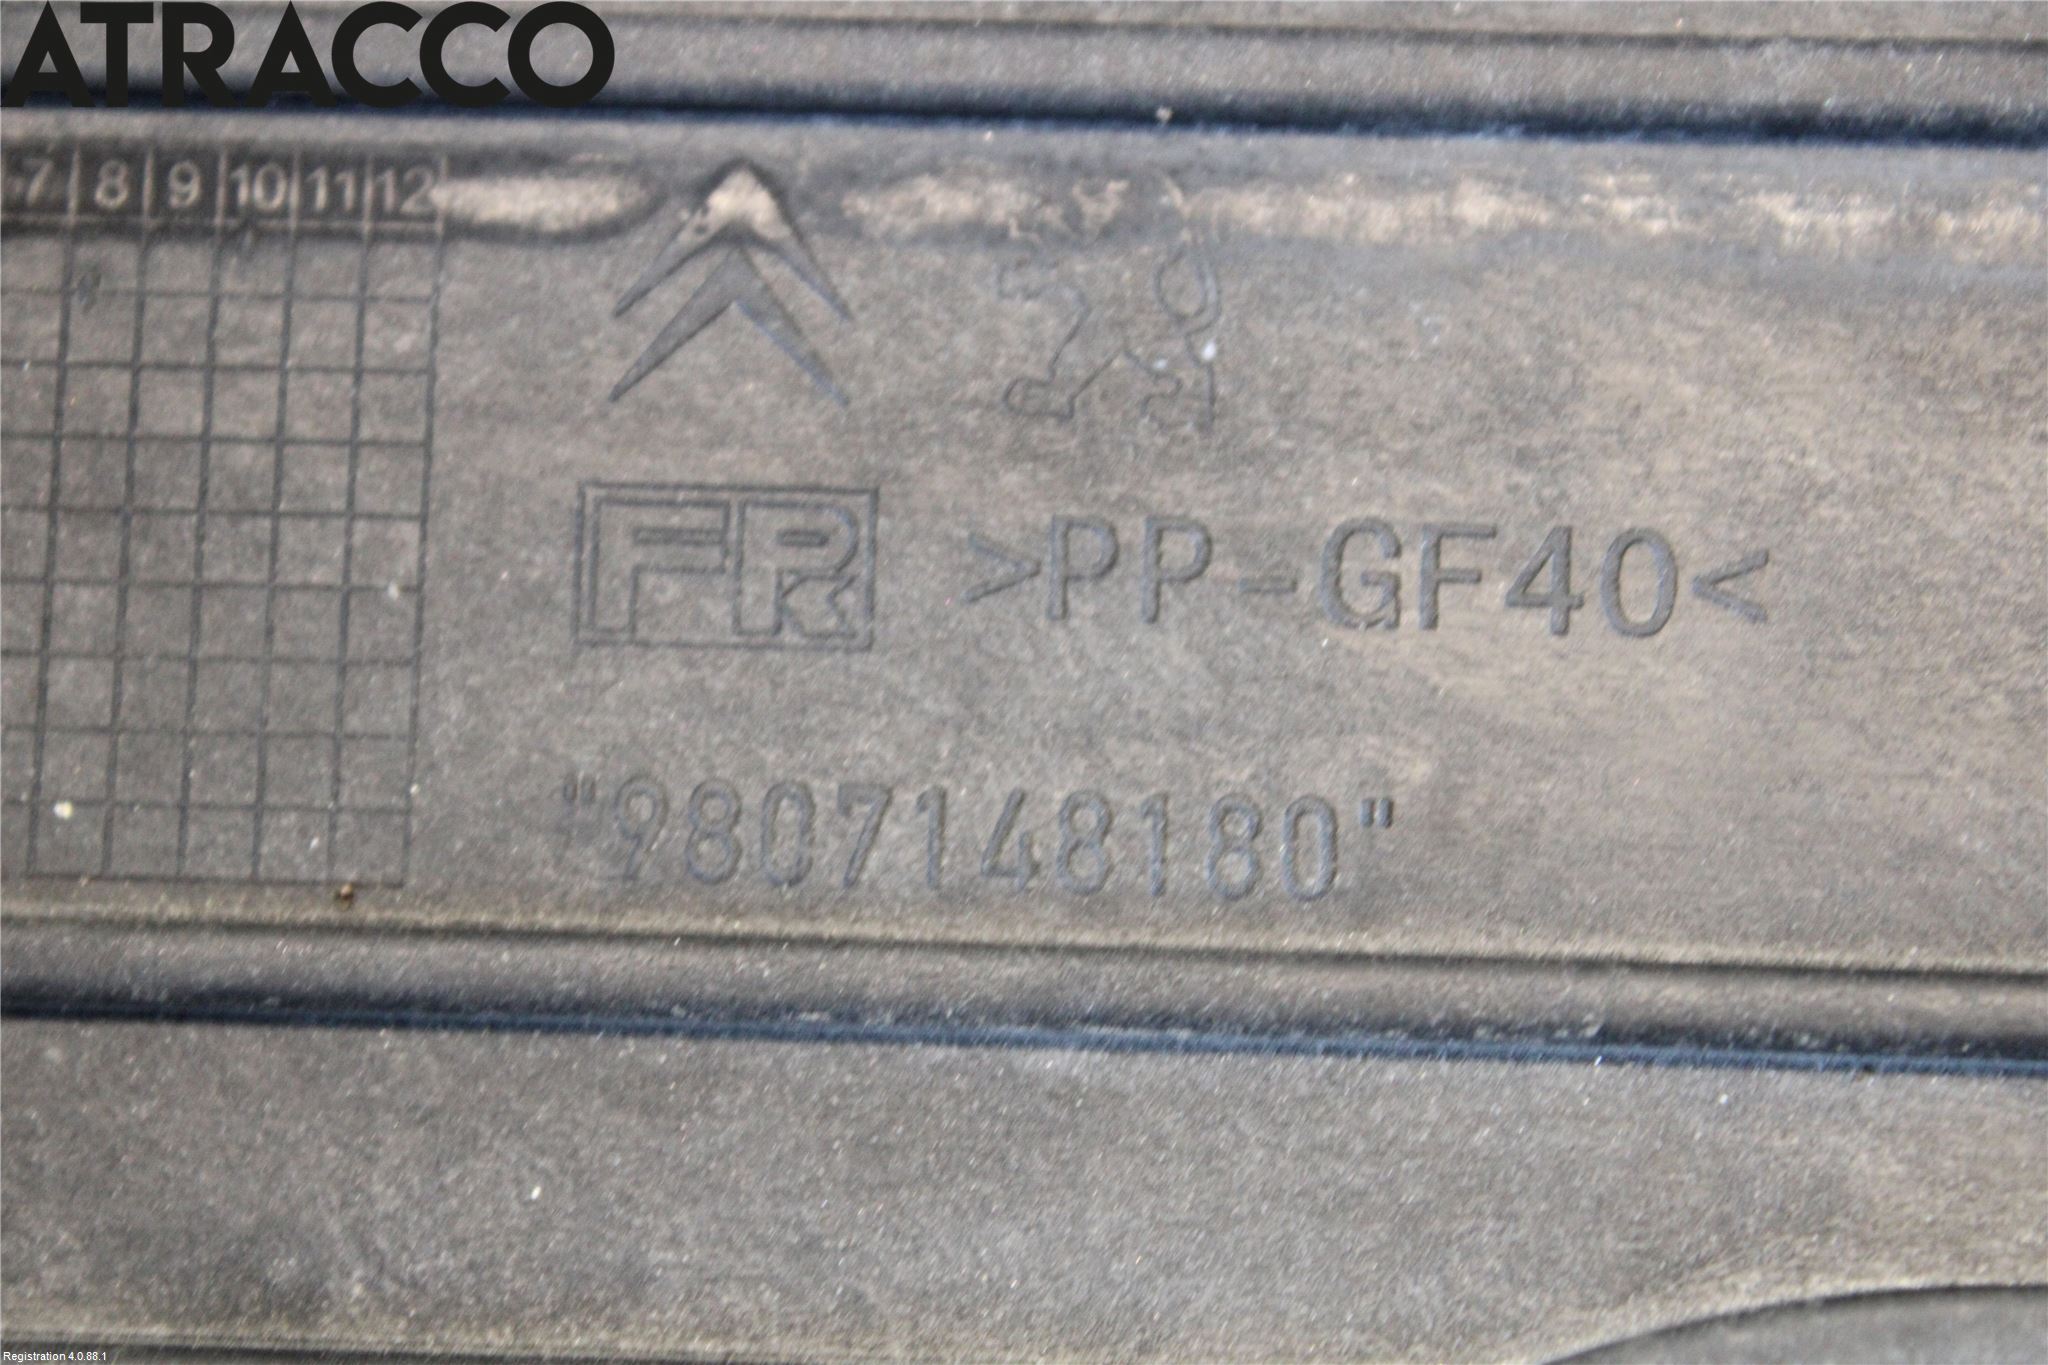 ATRACCO
7 8 9 10 11 12
FR >PP-GF40<
"9807148180"
Registration 4.0.88.1